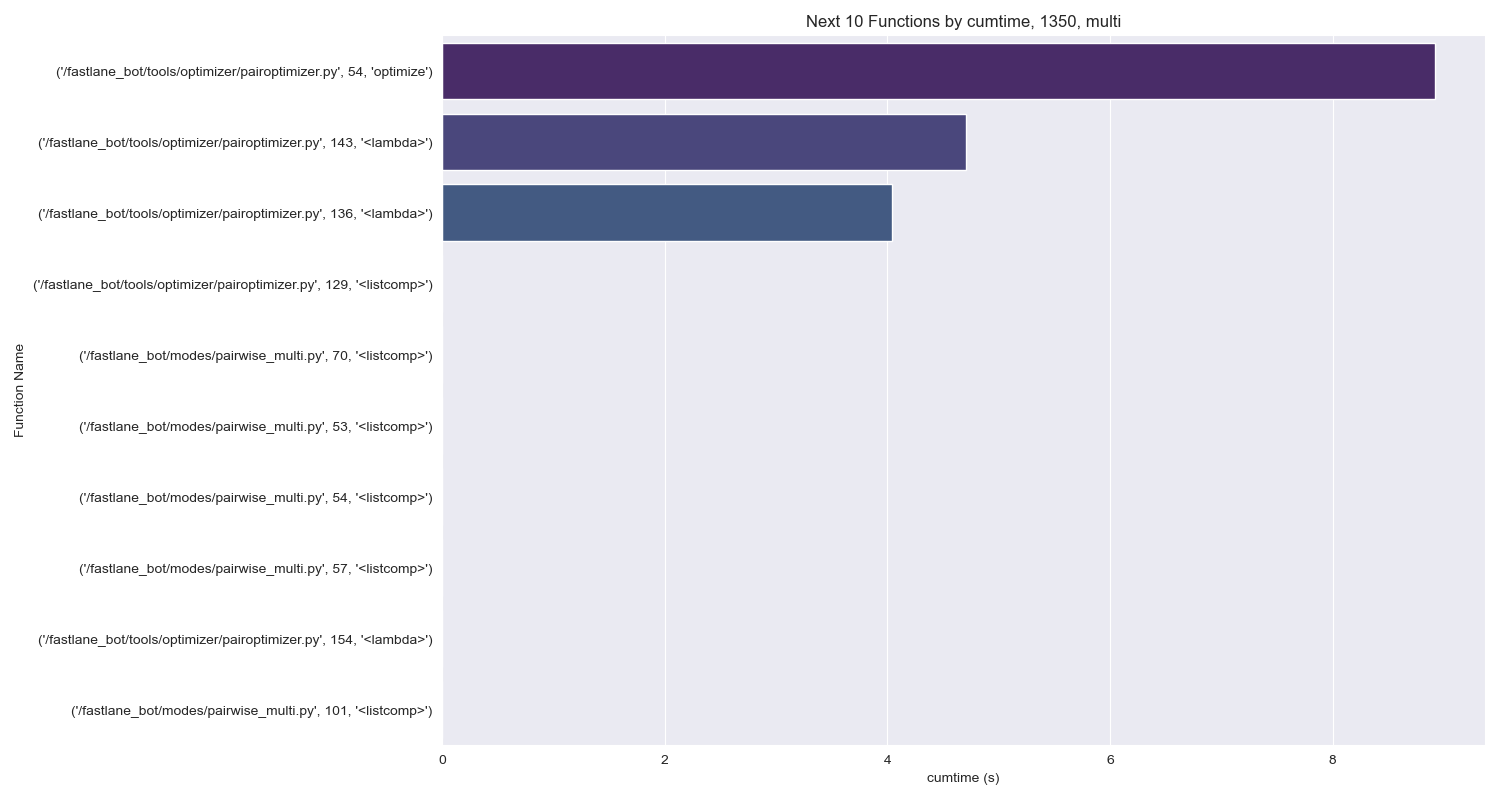 Next 10 Functions by cumtime, 1350, multi
('/fastlane_bot/tools/optimizer/pairoptimizer.py', 54, 'optimize')
('/fastlane_bot/tools/optimizer/pairoptimizer.py', 143, '<lambda>')
('/fastlane_bot/tools/optimizer/pairoptimizer.py', 136, '<lambda>')
('/fastlane_bot/tools/optimizer/pairoptimizer.py', 129, '<listcomp>')
('/fastlane_bot/modes/pairwise_multi.py', 70, '<listcomp>')
('/fastlane_bot/modes/pairwise_multi.py', 53, '<listcomp>')
('/fastlane_bot/modes/pairwise_multi.py', 54, '<listcomp>')
('/fastlane_bot/modes/pairwise_multi.py', 57, '<listcomp>')
('/fastlane_bot/tools/optimizer/pairoptimizer.py', 154, '<lambda>')
('/fastlane_bot/modes/pairwise_multi.py', 101, '<listcomp>')
Function Name
0 2 4 6 8
cumtime (s)